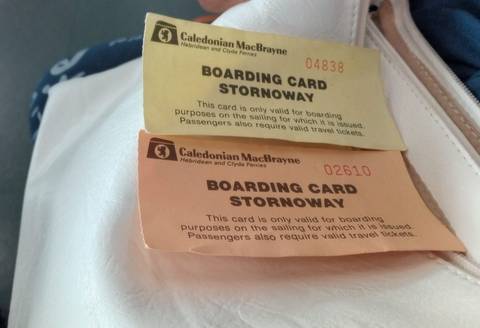 Caledonian MacBrayne
Hebridean and Clyde Ferries
04838
BOARDING CARD
STORNOWAY
This card is only valid for boarding
purposes on the sailing for which it is issued.
Passengers also require valid travel tickets.
Caledonian MacBrayne
Hebridean and Clyde Ferries
02610
BOARDING CARD
STORNOWAY
This card is only valid for boarding
purposes on the sailing for which it is issued.
Passengers also require valid travel tickets.